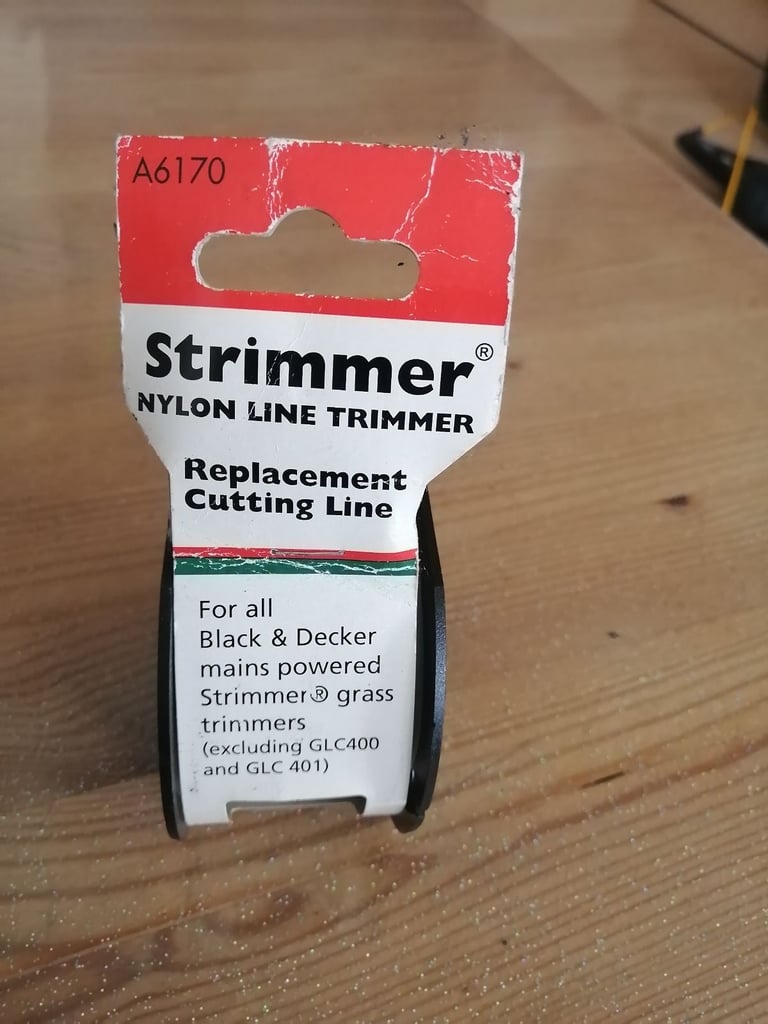 A6170
Strimmer®
NYLON LINE TRIMMER
Replacement
Cutting Line
For all
Black & Decker
mains powered
Strimmer® grass
trimmers
(excluding GLC400
and GLC 401)